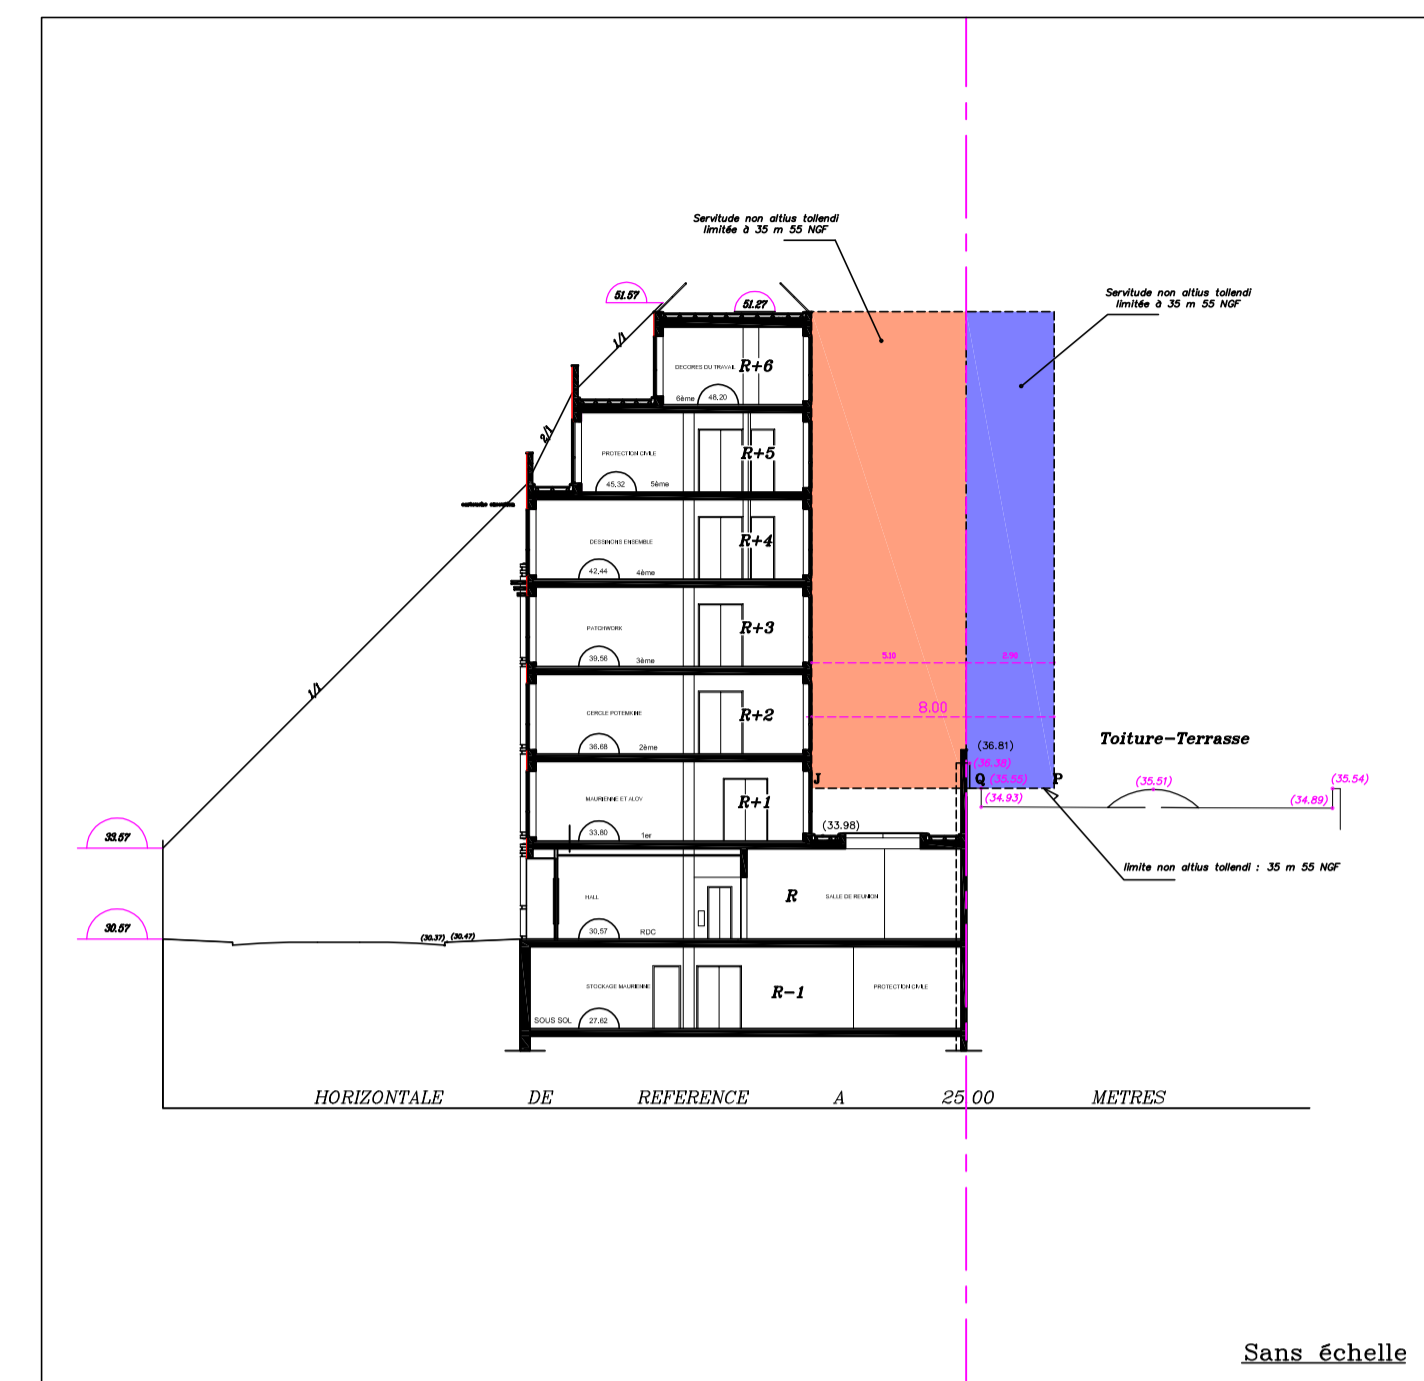 Servitude non altius tollendi
limitée à 35 m 55 NGF
Servitude non altius tollendi
limitée à 35 m 55 NGF
51.57
51.27
1/1
DECORES DU TRAVAIL
R+6
6ème
48.20
2/1
PROTECTION CIVILE
R+5
45.32
5ème
DESSINONS ENSEMBLE
R+4
42.44
4ème
PATCHWORK
R+3
39.56
3ème
5.10
2.90
1/1
CERCLE POTEMKINE
R+2
36.68
2ème
8.00
Toiture-Terrasse
(36.81)
(36.38)
J
Q
(35.55)
P
(35.51)
(35.54)
MAURIENNE ET ALOV
R+1
(34.93)
(34.89)
33.80
1er
(33.98)
33.57
limite non altius tollendi : 35 m 55 NGF
HALL
R
SALLE DE REUNION
30.57
30.57
RDC
(30.37)
(30.47)
STOCKAGE MAURIENNE
R-1
PROTECTION CIVILE
SOUS SOL
27.62
HORIZONTALE DE REFERENCE A 25.00 METRES
Sans échelle